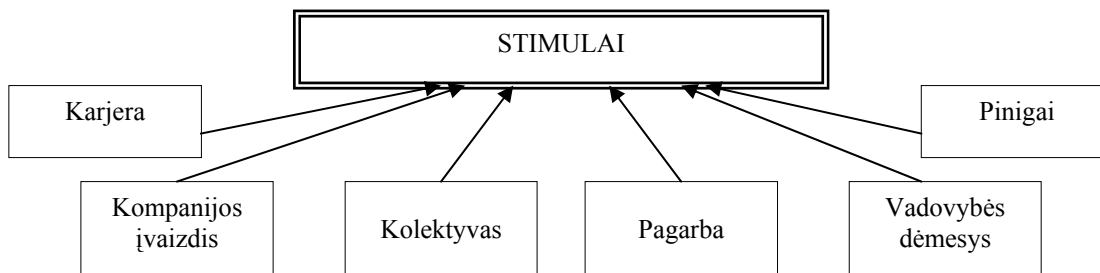 STIMULAI
Karjera
Pinigai
Kompanijos
įvaizdis
Kolektyvas
Pagarba
Vadovybės
dėmesys